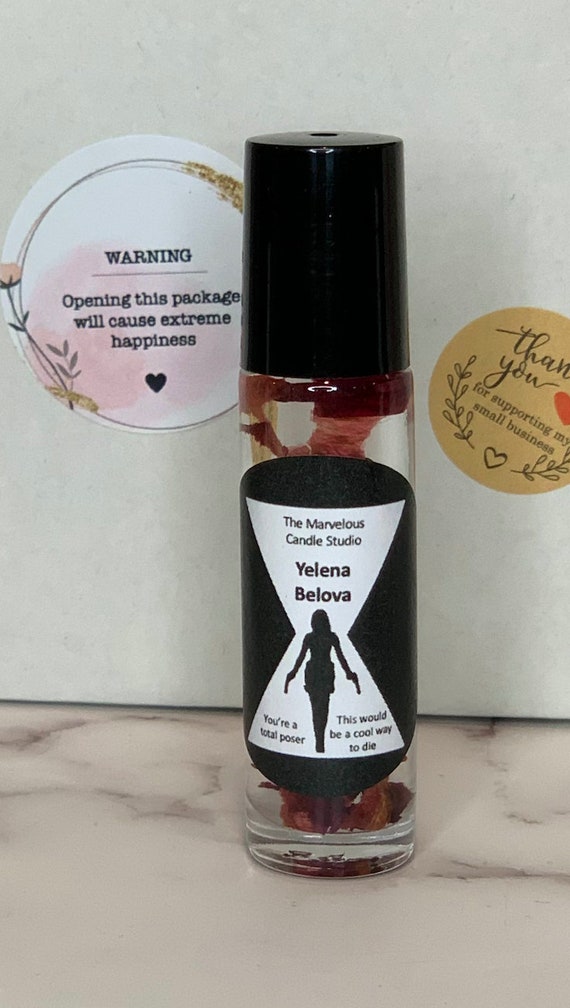 WARNING
Opening this package
will cause extreme
happiness
than
you
for supporting my
small business
The Marvelous
Candle Studio
Yelena
Belova
You're a
total poser
This would
be a cool way
to die